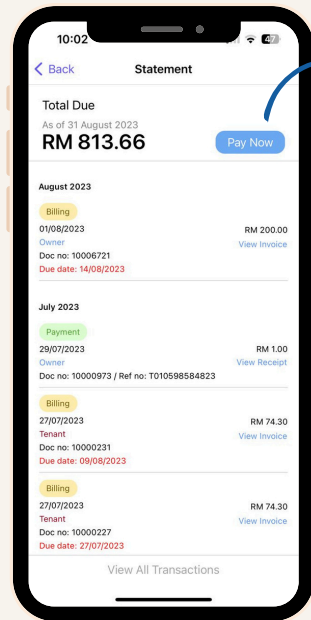 10:02
47
Back
Statement
Total Due
As of 31 August 2023
RM 813.66
Pay Now
August 2023
Billing
01/08/2023
RM 200.00
Owner
View Invoice
Doc no: 10006721
Due date: 14/08/2023
July 2023
Payment
29/07/2023
RM 1.00
Owner
View Receipt
Doc no: 10000973 / Ref no: T010598584823
Billing
27/07/2023
RM 74.30
Tenant
View Invoice
Doc no: 10000231
Due date: 09/08/2023
Billing
27/07/2023
RM 74.30
Tenant
View Invoice
Doc no: 10000227
Due date: 27/07/2023
View All Transactions